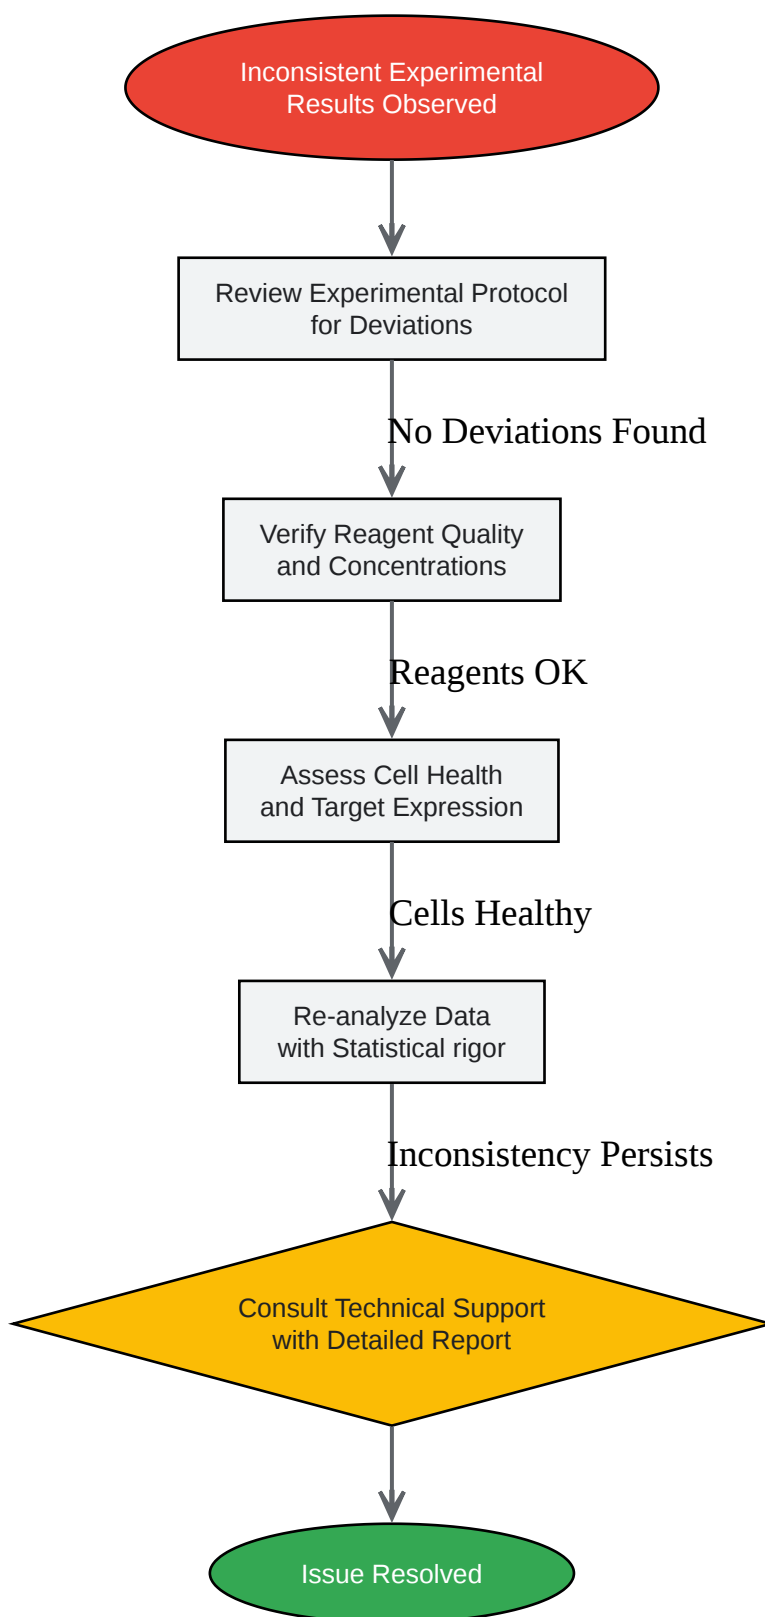 Inconsistent Experimental
Results Observed
Review Experimental Protocol
for Deviations
No Deviations Found
Verify Reagent Quality
and Concentrations
Reagents OK
Assess Cell Health
and Target Expression
Cells Healthy
Re-analyze Data
with Statistical rigor
Inconsistency Persists
Consult Technical Support
with Detailed Report
Issue Resolved